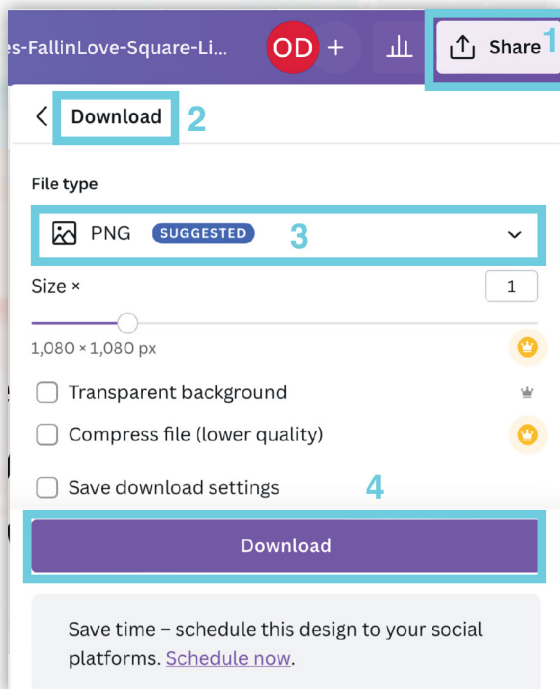 es-FallinLove-Square-Li... OD + Share 1
Download 2
File type
PNG SUGGESTED 3
Size × 1
1,080 × 1,080 px
Transparent background
Compress file (lower quality)
Save download settings 4
Download
Save time – schedule this design to your social
platforms. Schedule now.